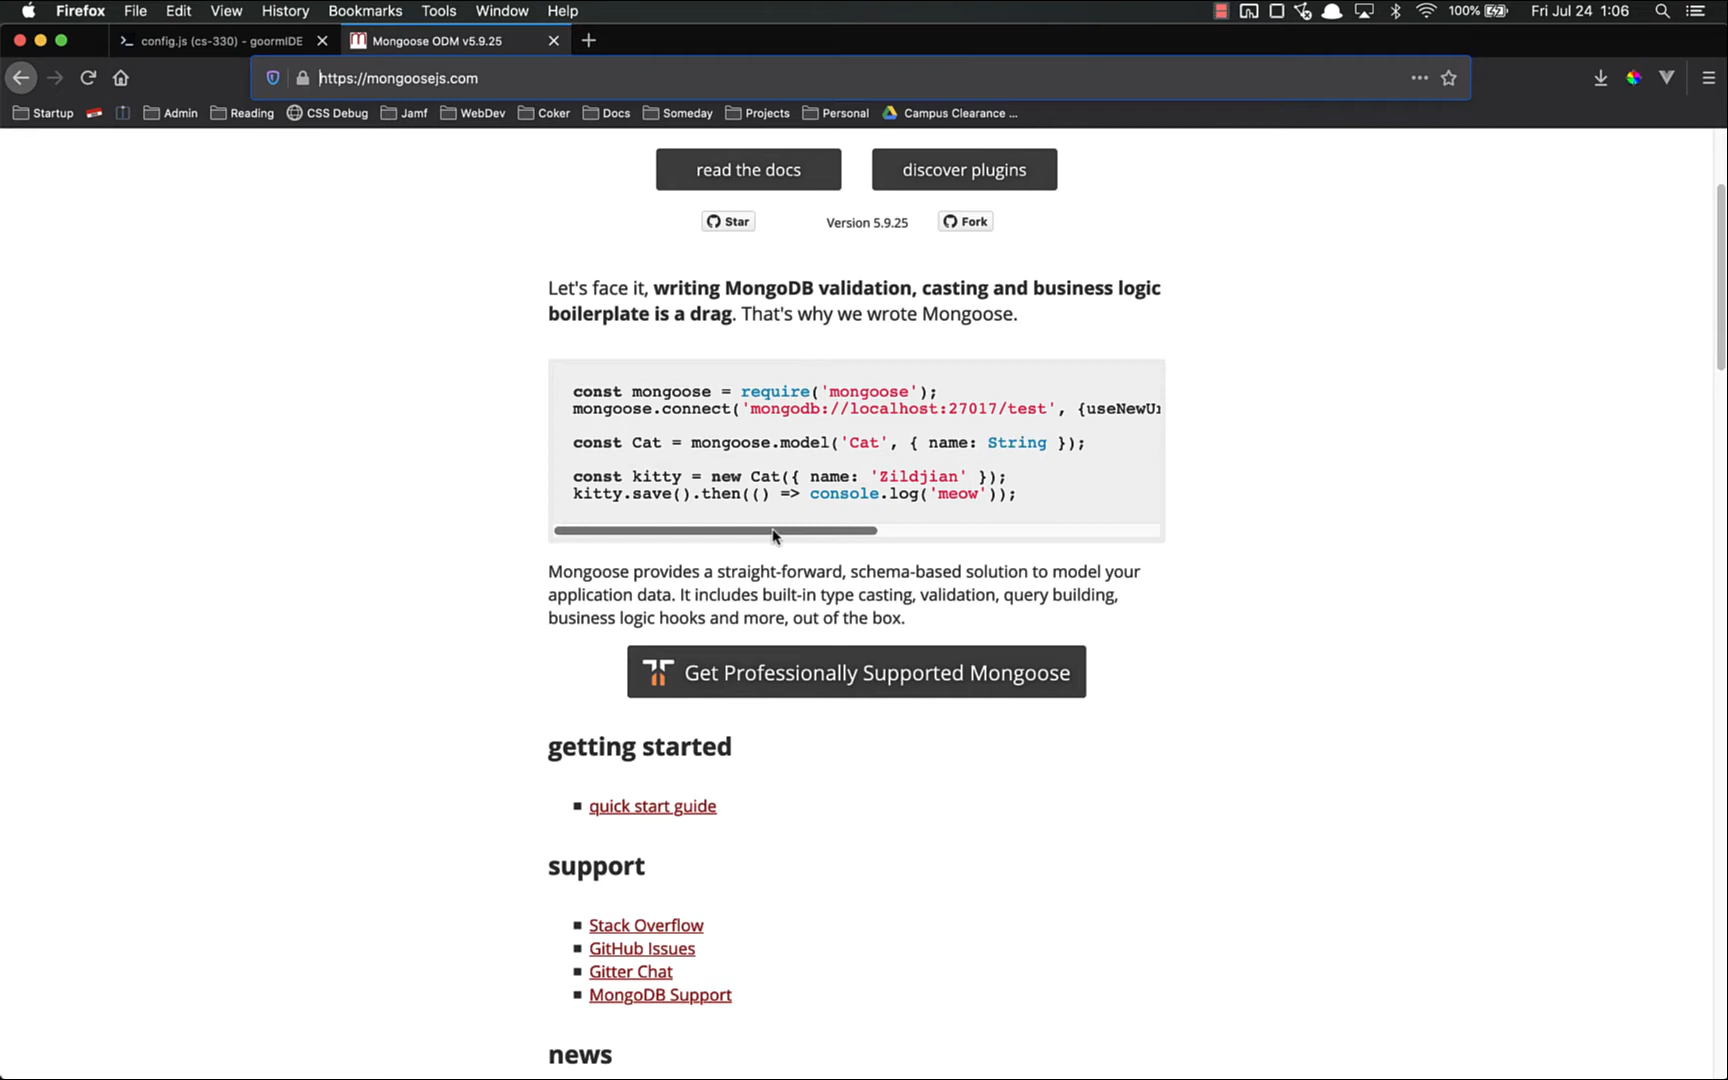 Firefox File Edit View History Bookmarks Tools Window Help 100% Fri Jul 24 1:06
config.js (cs-330) - goormIDE Mongoose ODM v5.9.25
https://mongoosejs.com
Startup Admin Reading CSS Debug Jamf WebDev Coker Docs Someday Projects Personal Campus Clearance ...
read the docs discover plugins
Star Version 5.9.25 Fork
Let's face it, writing MongoDB validation, casting and business logic
boilerplate is a drag. That's why we wrote Mongoose.
const mongoose = require('mongoose');
mongoose.connect('mongodb://localhost:27017/test', {useNewUr
const Cat = mongoose.model('Cat', { name: String });
const kitty = new Cat({ name: 'Zildjian' });
kitty.save().then(() => console.log('meow'));
Mongoose provides a straight-forward, schema-based solution to model your
application data. It includes built-in type casting, validation, query building,
business logic hooks and more, out of the box.
Get Professionally Supported Mongoose
getting started
quick start guide
support
Stack Overflow
GitHub Issues
Gitter Chat
MongoDB Support
news